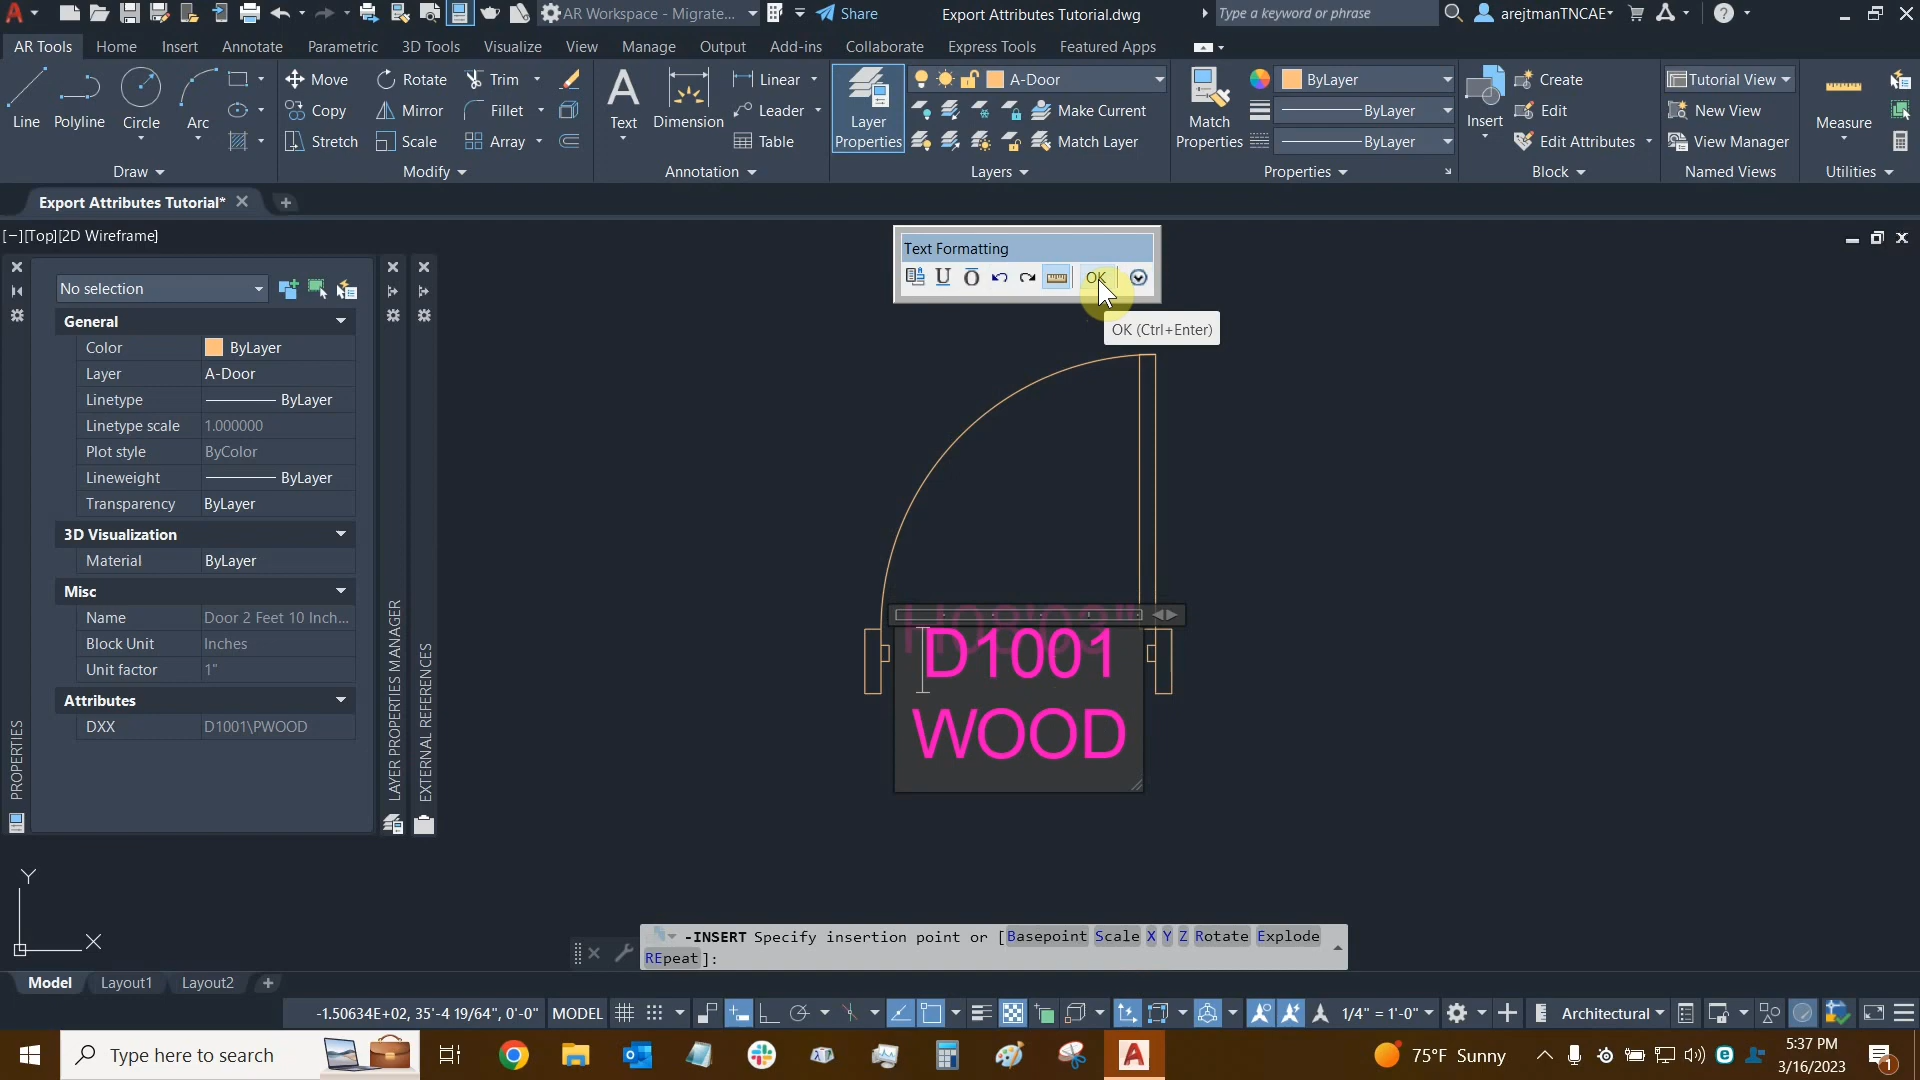 AR Workspace - Migrate...
Share
Export Attributes Tutorial.dwg
Type a keyword or phrase
arejtmanTNCAE
AR Tools
Home
Insert
Annotate
Parametric
3D Tools
Visualize
View
Manage
Output
Add-ins
Collaborate
Express Tools
Featured Apps
Line
Polyline
Circle
Arc
Draw
Move
Rotate
Trim
Copy
Mirror
Fillet
Stretch
Scale
Array
Modify
Text
Dimension
Linear
Leader
Table
Annotation
Layer Properties
A-Door
Make Current
Match Layer
Layers
Match Properties
ByLayer
ByLayer
ByLayer
Properties
Insert
Create
Edit
Edit Attributes
Block
Tutorial View
New View
View Manager
Named Views
Measure
Utilities
Export Attributes Tutorial*
[−][Top][2D Wireframe]
No selection
General
Color ByLayer
Layer A-Door
Linetype ByLayer
Linetype scale 1.000000
Plot style ByColor
Lineweight ByLayer
Transparency ByLayer
3D Visualization
Material ByLayer
Misc
Name Door 2 Feet 10 Inch...
Block Unit Inches
Unit factor 1"
Attributes
DXX D1001\PWOOD
PROPERTIES
LAYER PROPERTIES MANAGER
EXTERNAL REFERENCES
Text Formatting
OK
OK (Ctrl+Enter)
D1001
WOOD
Y
X
-INSERT Specify insertion point or [Basepoint Scale X Y Z Rotate Explode
REpeat]:
Model
Layout1
Layout2
-1.50634E+02, 35'-4 19/64", 0'-0"
MODEL
1/4" = 1'-0"
Architectural
Type here to search
75°F Sunny
5:37 PM
3/16/2023
1